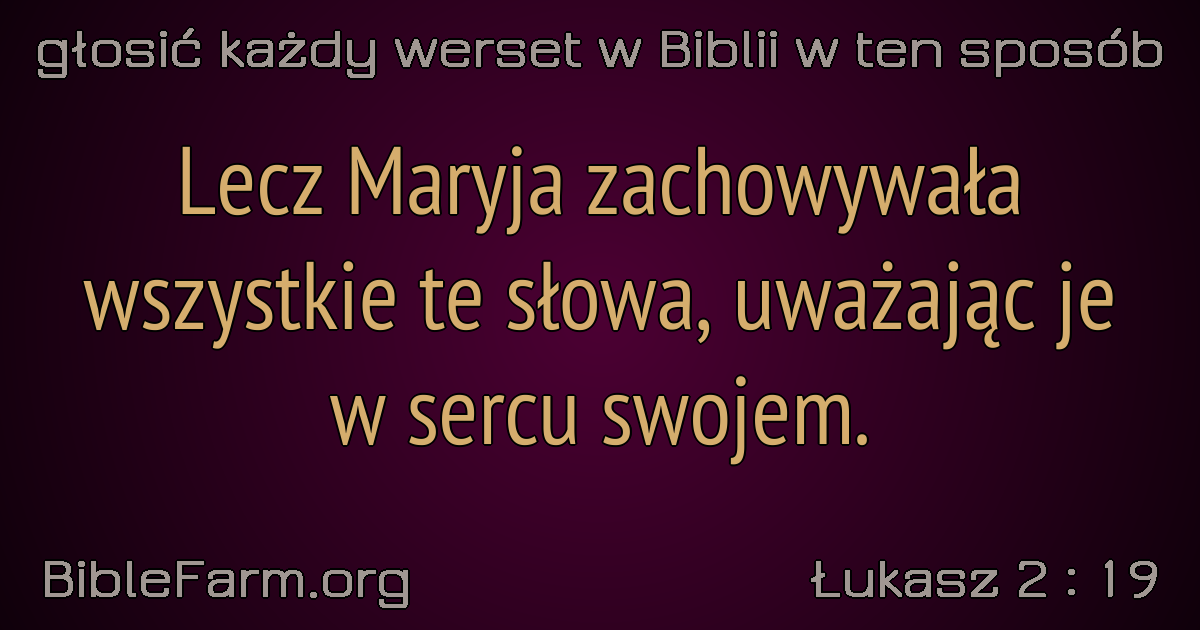 głosić każdy werset w Biblii w ten sposób
Lecz Maryja zachowywała
wszystkie te słowa, uważając je
w sercu swojem.
BibleFarm.org
Łukasz 2 : 19